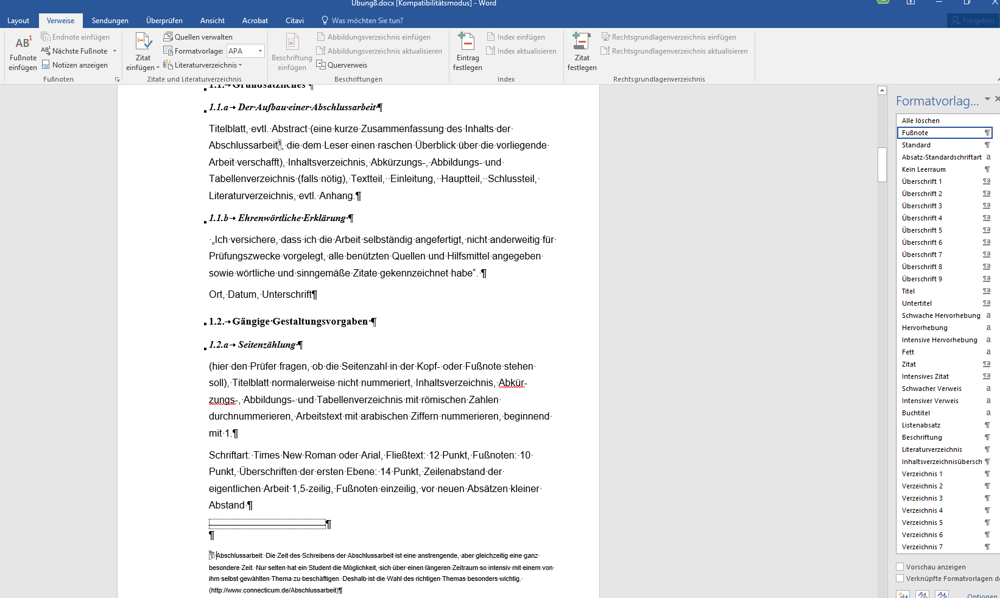 Übung8.docx [Kompatibilitätsmodus] - Word
Layout Verweise Sendungen Überprüfen Ansicht Acrobat Citavi Was möchten Sie tun? Freigeben
AB1 Fußnote einfügen
Endnote einfügen
Nächste Fußnote
Notizen anzeigen
Fußnoten
Zitat einfügen
Quellen verwalten
Formatvorlage: APA
Literaturverzeichnis
Zitate und Literaturverzeichnis
Beschriftung einfügen
Abbildungsverzeichnis einfügen
Abbildungsverzeichnis aktualisieren
Querverweis
Beschriftungen
Eintrag festlegen
Index einfügen
Index aktualisieren
Index
Zitat festlegen
Rechtsgrundlagenverzeichnis einfügen
Rechtsgrundlagenverzeichnis aktualisieren
Rechtsgrundlagenverzeichnis
1.1.→Grundsätzliches·¶
1.1.a→ Der·Aufbau·einer·Abschlussarbeit·¶
Titelblatt,·evtl.·Abstract·(eine·kurze·Zusammenfassung·des·Inhalts·der·
Abschlussarbeit1,·die·dem·Leser·einen·raschen·Überblick·über·die·vorliegende·
Arbeit·verschafft),·Inhaltsverzeichnis,·Abkürzungs-,·Abbildungs-·und·
Tabellenverzeichnis·(falls·nötig),·Textteil,··Einleitung,··Hauptteil,··Schlussteil,·
Literaturverzeichnis,·evtl.·Anhang.¶
1.1.b→ Ehrenwörtliche·Erklärung·¶
·„Ich·versichere,·dass·ich·die·Arbeit·selbständig·angefertigt,·nicht·anderweitig·für·
Prüfungszwecke·vorgelegt,·alle·benützten·Quellen·und·Hilfsmittel·angegeben·
sowie·wörtliche·und·sinngemäße·Zitate·gekennzeichnet·habe“.·¶
Ort,·Datum,·Unterschrift¶
1.2.→Gängige·Gestaltungsvorgaben·¶
1.2.a→ Seitenzählung·¶
(hier·den·Prüfer·fragen,·ob·die·Seitenzahl·in·der·Kopf-·oder·Fußnote·stehen·
soll),·Titelblatt·normalerweise·nicht·nummeriert,·Inhaltsverzeichnis,·Abkür-
zungs-,·Abbildungs-·und·Tabellenverzeichnis·mit·römischen·Zahlen·
durchnummerieren,·Arbeitstext·mit·arabischen·Ziffern·nummerieren,·beginnend·
mit·1.¶
Schriftart:·Times·New·Roman·oder·Arial,·Fließtext:·12·Punkt,·Fußnoten:·10·
Punkt,·Überschriften·der·ersten·Ebene:·14·Punkt,·Zeilenabstand·der·
eigentlichen·Arbeit·1,5-zeilig,·Fußnoten·einzeilig,·vor·neuen·Absätzen·kleiner·
Abstand·¶
¶
¶
1·Abschlussarbeit:·Die·Zeit·des·Schreibens·der·Abschlussarbeit·ist·eine·anstrengende,·aber·gleichzeitig·eine·ganz·
besondere·Zeit.·Nur·selten·hat·ein·Student·die·Möglichkeit,·sich·über·einen·längeren·Zeitraum·so·intensiv·mit·einem·von·
ihm·selbst·gewählten·Thema·zu·beschäftigen.·Deshalb·ist·die·Wahl·des·richtigen·Themas·besonders·wichtig.·
(http://www.connecticum.de/Abschlussarbeit)¶
Formatvorlag...
Alle löschen
Fußnote ¶
Standard ¶
Absatz-Standardschriftart a
Kein Leerraum ¶
Überschrift 1 ¶a
Überschrift 2 ¶a
Überschrift 3 ¶a
Überschrift 4 ¶a
Überschrift 5 ¶a
Überschrift 6 ¶a
Überschrift 7 ¶a
Überschrift 8 ¶a
Überschrift 9 ¶a
Titel ¶a
Untertitel ¶a
Schwache Hervorhebung a
Hervorhebung a
Intensive Hervorhebung a
Fett a
Zitat ¶a
Intensives Zitat ¶a
Schwacher Verweis a
Intensiver Verweis a
Buchtitel a
Listenabsatz ¶
Beschriftung ¶
Literaturverzeichnis ¶
Inhaltsverzeichnisübersch ¶
Verzeichnis 1 ¶
Verzeichnis 2 ¶
Verzeichnis 3 ¶
Verzeichnis 4 ¶
Verzeichnis 5 ¶
Verzeichnis 6 ¶
Verzeichnis 7 ¶
Vorschau anzeigen
Verknüpfte Formatvorlagen de
Optionen